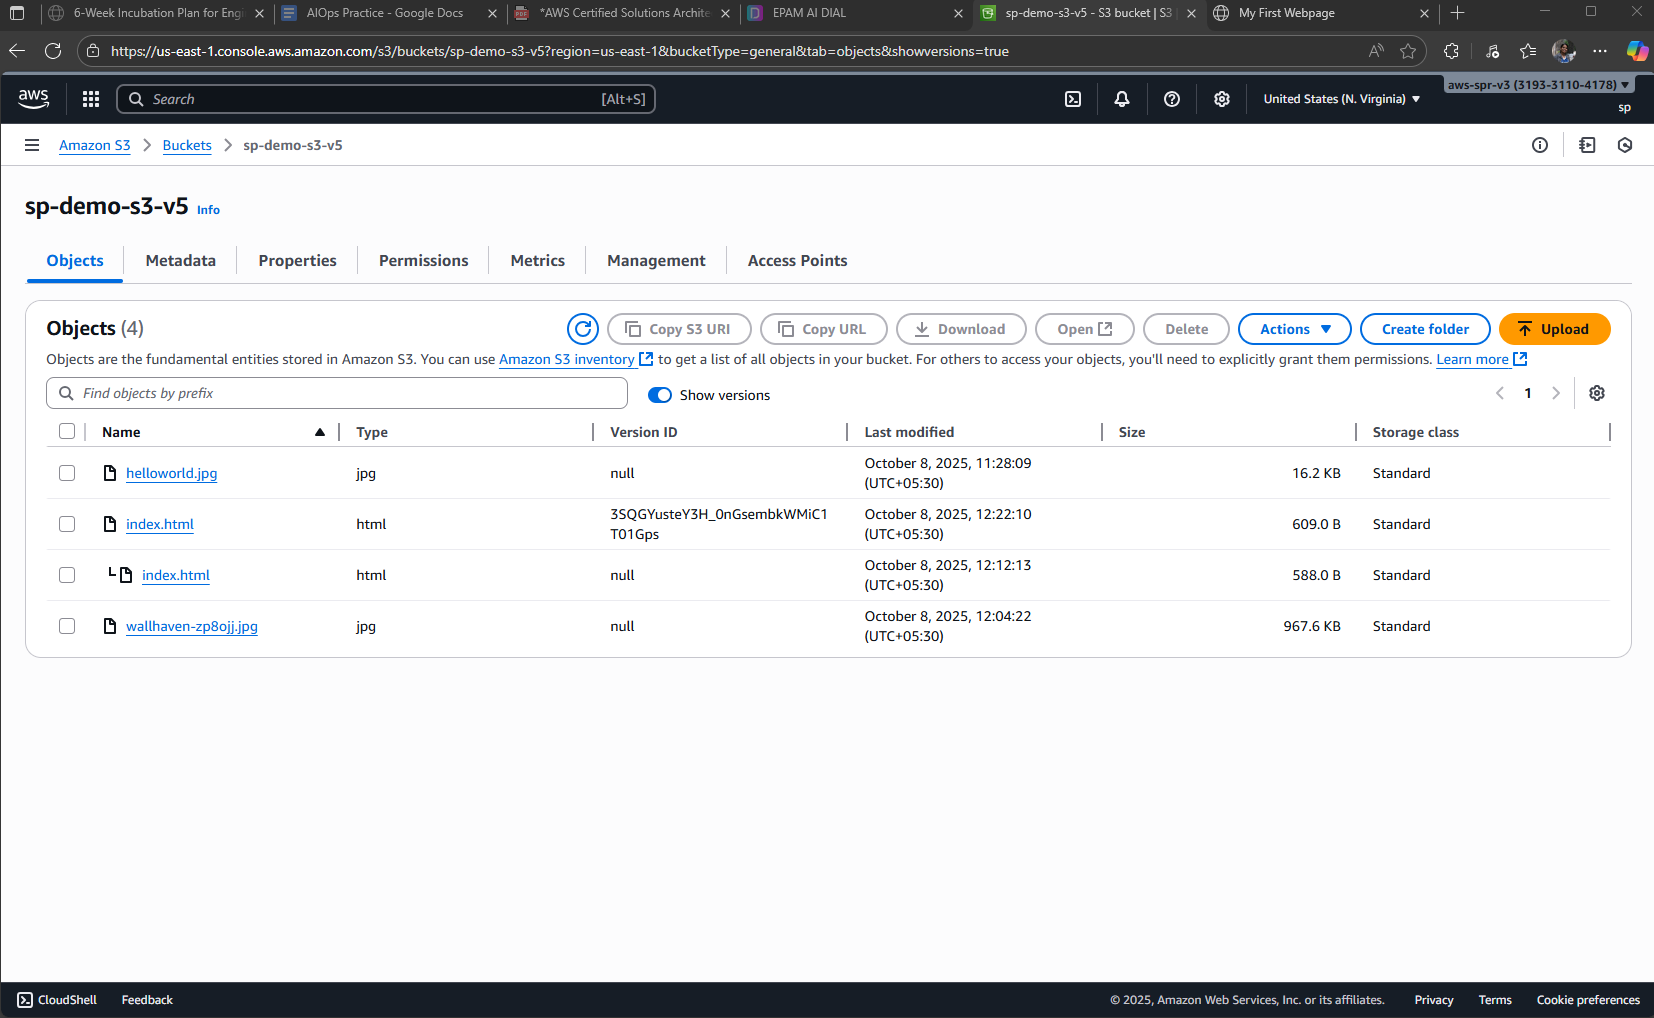 6-Week Incubation Plan for Eng
AIOps Practice - Google Docs
*AWS Certified Solutions Archite
EPAM AI DIAL
sp-demo-s3-v5 - S3 bucket | S3
My First Webpage
https://us-east-1.console.aws.amazon.com/s3/buckets/sp-demo-s3-v5?region=us-east-1&bucketType=general&tab=objects&showversions=true
aws
Search
[Alt+S]
United States (N. Virginia)
aws-spr-v3 (3193-3110-4178)
sp
Amazon S3
Buckets
sp-demo-s3-v5
sp-demo-s3-v5 Info
Objects
Metadata
Properties
Permissions
Metrics
Management
Access Points
Objects (4)
Copy S3 URI
Copy URL
Download
Open
Delete
Actions
Create folder
Upload
Objects are the fundamental entities stored in Amazon S3. You can use Amazon S3 inventory to get a list of all objects in your bucket. For others to access your objects, you'll need to explicitly grant them permissions. Learn more
Find objects by prefix
Show versions
1
Name Type Version ID Last modified Size Storage class
helloworld.jpg jpg null October 8, 2025, 11:28:09 (UTC+05:30) 16.2 KB Standard
index.html html 3SQGYusteY3H_0nGsembkWMiC1T01Gps October 8, 2025, 12:22:10 (UTC+05:30) 609.0 B Standard
index.html html null October 8, 2025, 12:12:13 (UTC+05:30) 588.0 B Standard
wallhaven-zp8ojj.jpg jpg null October 8, 2025, 12:04:22 (UTC+05:30) 967.6 KB Standard
CloudShell
Feedback
© 2025, Amazon Web Services, Inc. or its affiliates.
Privacy
Terms
Cookie preferences